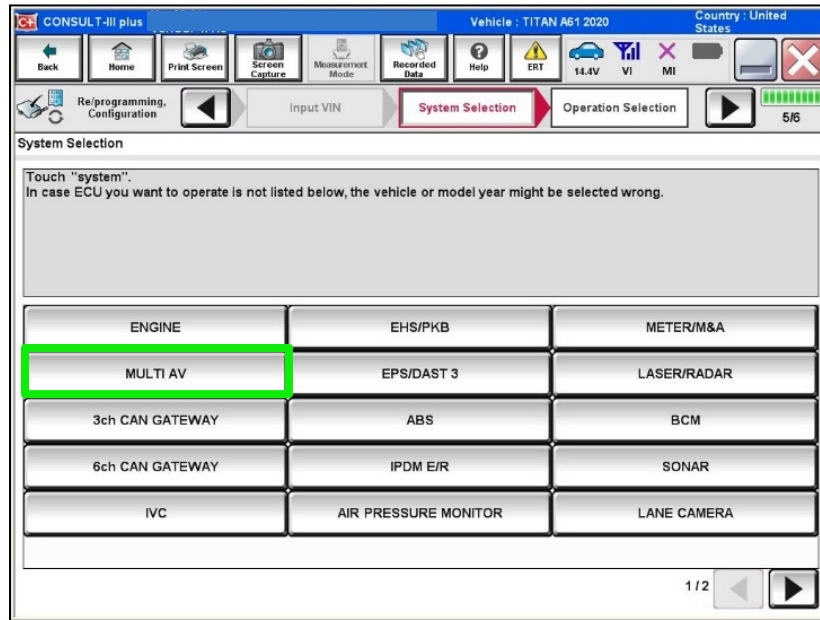 CONSULT-III plus
Vehicle : TITAN A61 2020
Country : United States
Back
Home
Print Screen
Screen Capture
Measurement Mode
Recorded Data
Help
ERT
14.4V
VI
MI
Re/programming, Configuration
Input VIN
System Selection
Operation Selection
5/6
System Selection
Touch "system".
In case ECU you want to operate is not listed below, the vehicle or model year might be selected wrong.
ENGINE
EHS/PKB
METER/M&A
MULTI AV
EPS/DAST 3
LASER/RADAR
3ch CAN GATEWAY
ABS
BCM
6ch CAN GATEWAY
IPDM E/R
SONAR
IVC
AIR PRESSURE MONITOR
LANE CAMERA
1/2